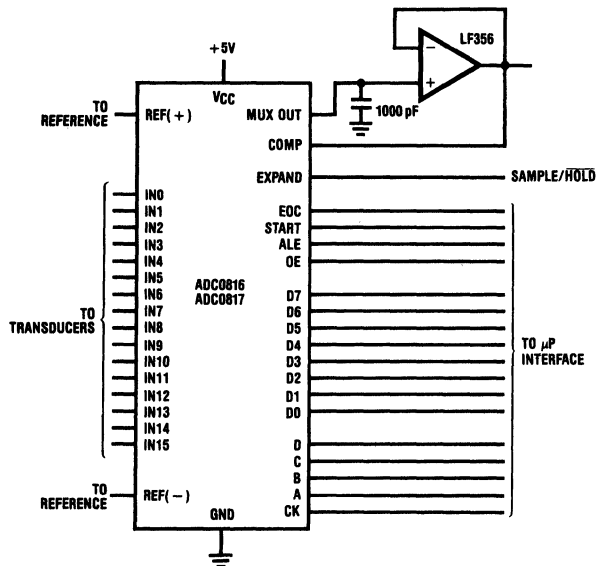 +5V
VCC
LF356
−
+
1000 pF
TO
REFERENCE
REF(+)
MUX OUT
COMP
EXPAND
SAMPLE/HOLD
TO
TRANSDUCERS
IN0
IN1
IN2
IN3
IN4
IN5
IN6
IN7
IN8
IN9
IN10
IN11
IN12
IN13
IN14
IN15
ADC0816
ADC0817
EOC
START
ALE
OE
D7
D6
D5
D4
D3
D2
D1
D0
D
C
B
A
CK
TO μP
INTERFACE
TO
REFERENCE
REF(−)
GND